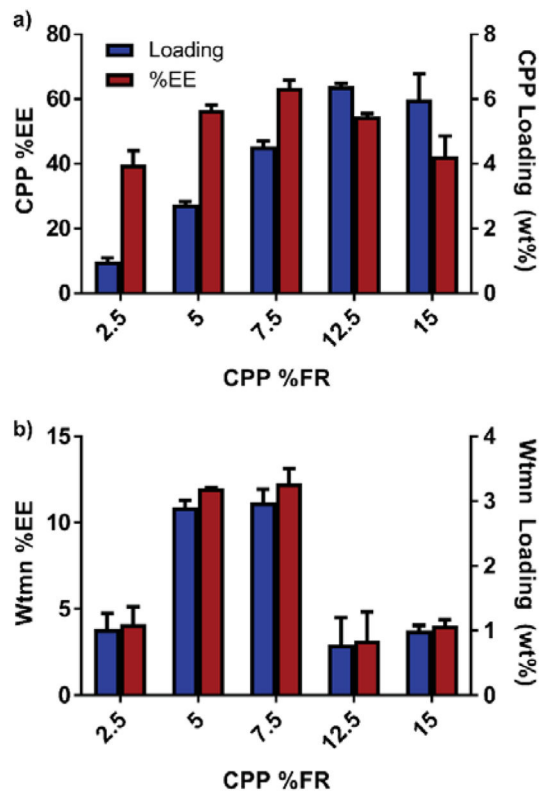 a)
Loading
%EE
CPP %EE
80
60
40
20
0
CPP Loading (wt%)
8
6
4
2
0
2.5 5 7.5 12.5 15
CPP %FR
b)
Wtmn %EE
15
10
5
0
Wtmn Loading (wt%)
4
3
2
1
0
2.5 5 7.5 12.5 15
CPP %FR